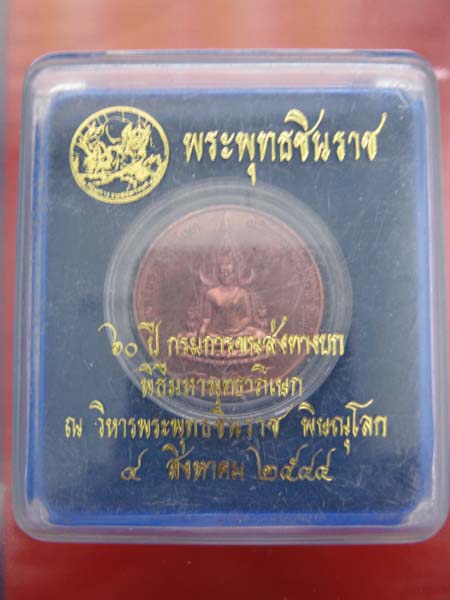 พระพุทธชินราช
๖๐ ปี กรมการขนส่งทางบก
พิธีมหาพุทธาภิเษก
ณ วิหารพระพุทธชินราช พิษณุโลก
๔ สิงหาคม ๒๕๔๔